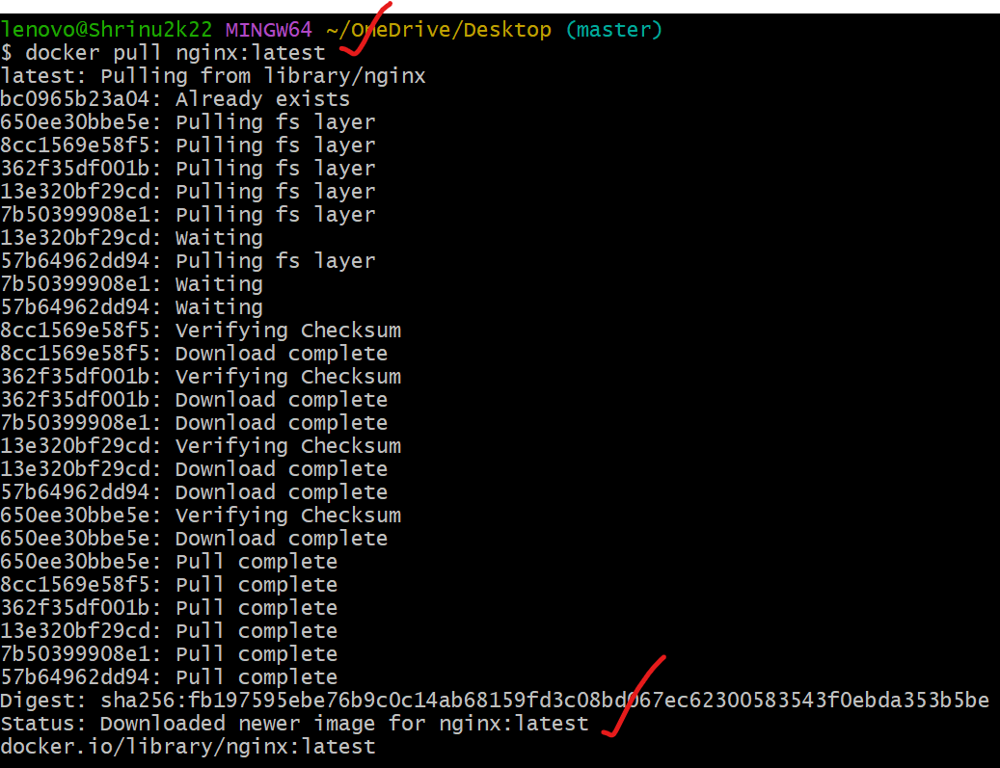 lenovo@Shrinu2k22 MINGW64 ~/OneDrive/Desktop (master)
$ docker pull nginx:latest
latest: Pulling from library/nginx
bc0965b23a04: Already exists
650ee30bbe5e: Pulling fs layer
8cc1569e58f5: Pulling fs layer
362f35df001b: Pulling fs layer
13e320bf29cd: Pulling fs layer
7b50399908e1: Pulling fs layer
13e320bf29cd: Waiting
57b64962dd94: Pulling fs layer
7b50399908e1: Waiting
57b64962dd94: Waiting
8cc1569e58f5: Verifying Checksum
8cc1569e58f5: Download complete
362f35df001b: Verifying Checksum
362f35df001b: Download complete
7b50399908e1: Download complete
13e320bf29cd: Verifying Checksum
13e320bf29cd: Download complete
57b64962dd94: Download complete
650ee30bbe5e: Verifying Checksum
650ee30bbe5e: Download complete
650ee30bbe5e: Pull complete
8cc1569e58f5: Pull complete
362f35df001b: Pull complete
13e320bf29cd: Pull complete
7b50399908e1: Pull complete
57b64962dd94: Pull complete
Digest: sha256:fb197595ebe76b9c0c14ab68159fd3c08bd067ec62300583543f0ebda353b5be
Status: Downloaded newer image for nginx:latest
docker.io/library/nginx:latest